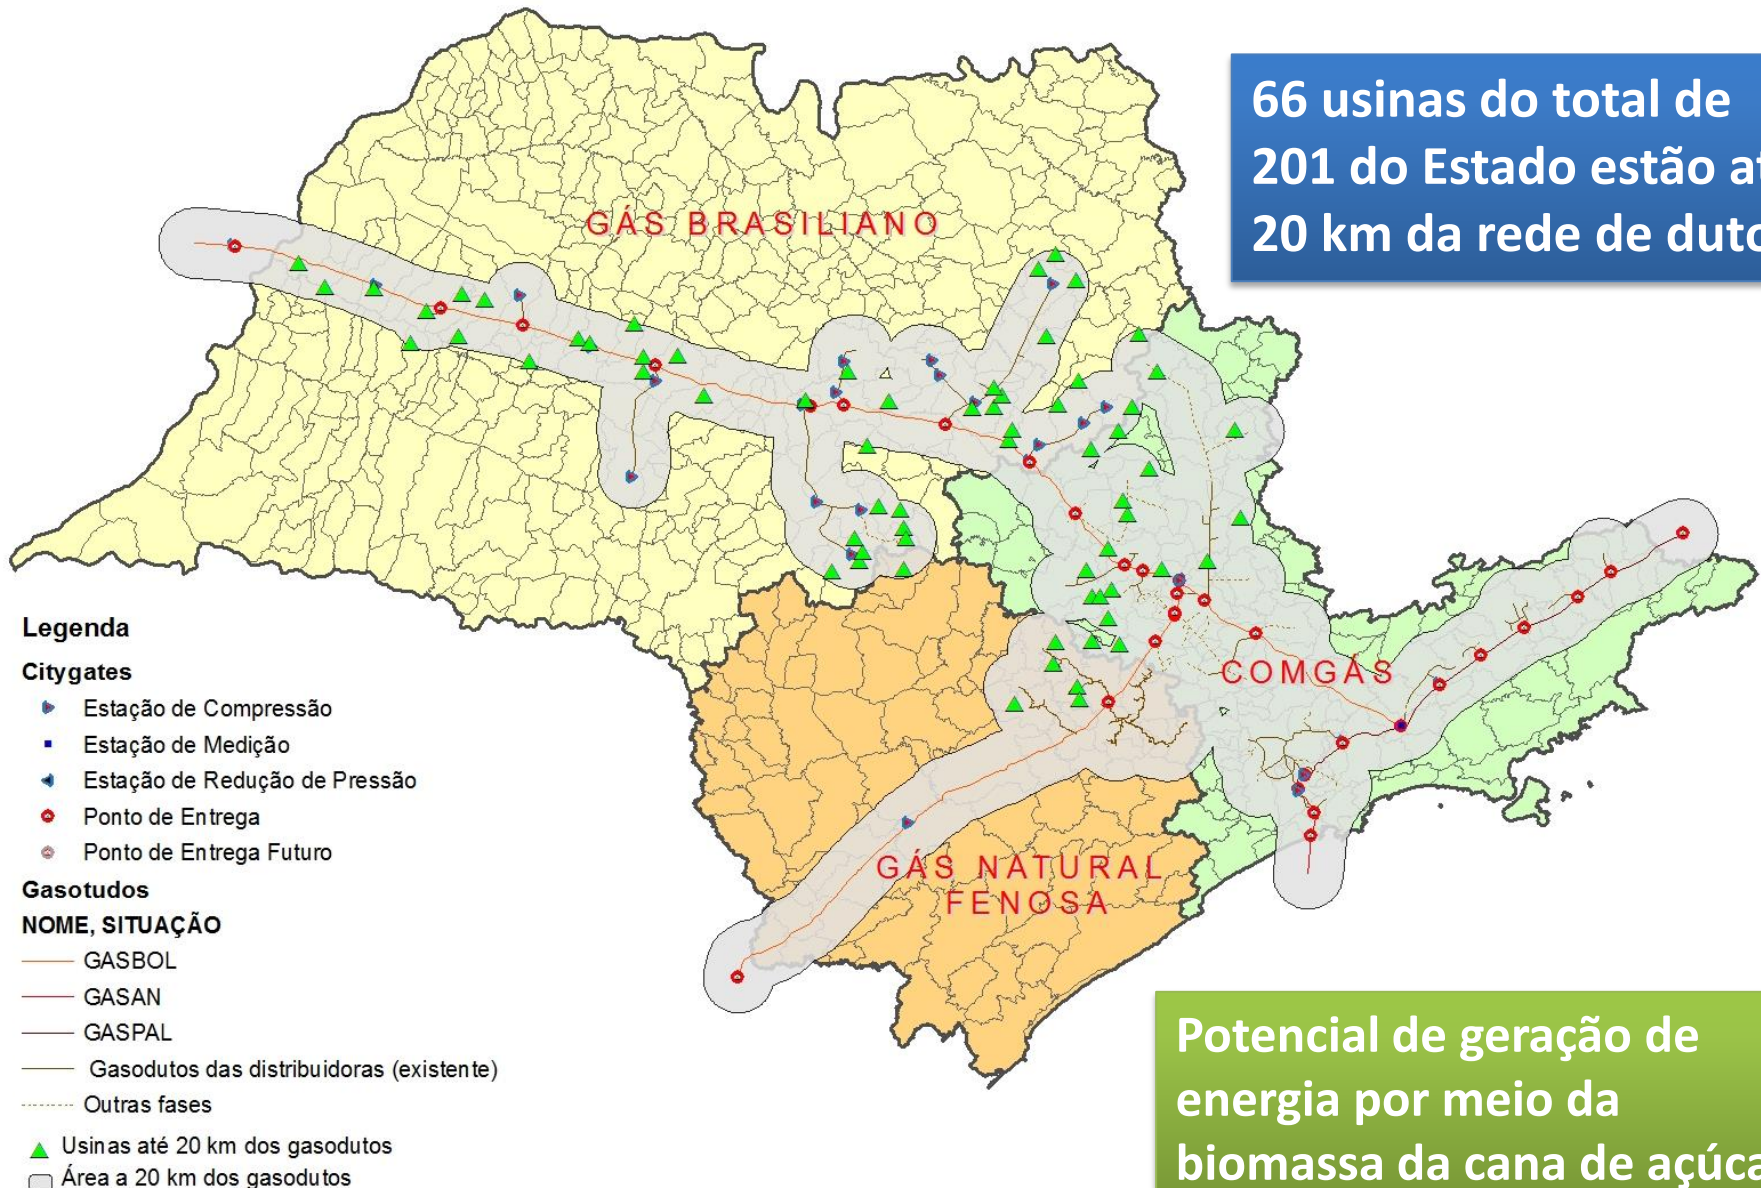 66 usinas do total de
201 do Estado estão at
20 km da rede de duto
GÁS BRASILIANO
COMGÁS
GÁS NATURAL
FENOSA
Legenda
Citygates
Estação de Compressão
Estação de Medição
Estação de Redução de Pressão
Ponto de Entrega
Ponto de Entrega Futuro
Gasotudos
NOME, SITUAÇÃO
GASBOL
GASAN
GASPAL
Gasodutos das distribuidoras (existente)
Outras fases
Usinas até 20 km dos gasodutos
Área a 20 km dos gasodutos
Potencial de geração de
energia por meio da
biomassa da cana de açúca